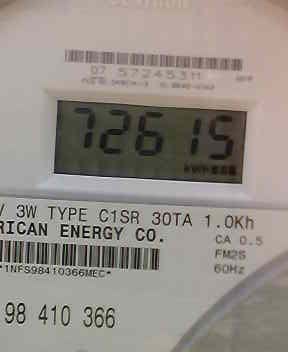 07 572453111
72615
V 3W TYPE C1SR 30TA 1.0Kh
RICAN ENERGY CO.
CA 0.5
FM2S
*1NFS98410366MEC*
60Hz
98 410 366